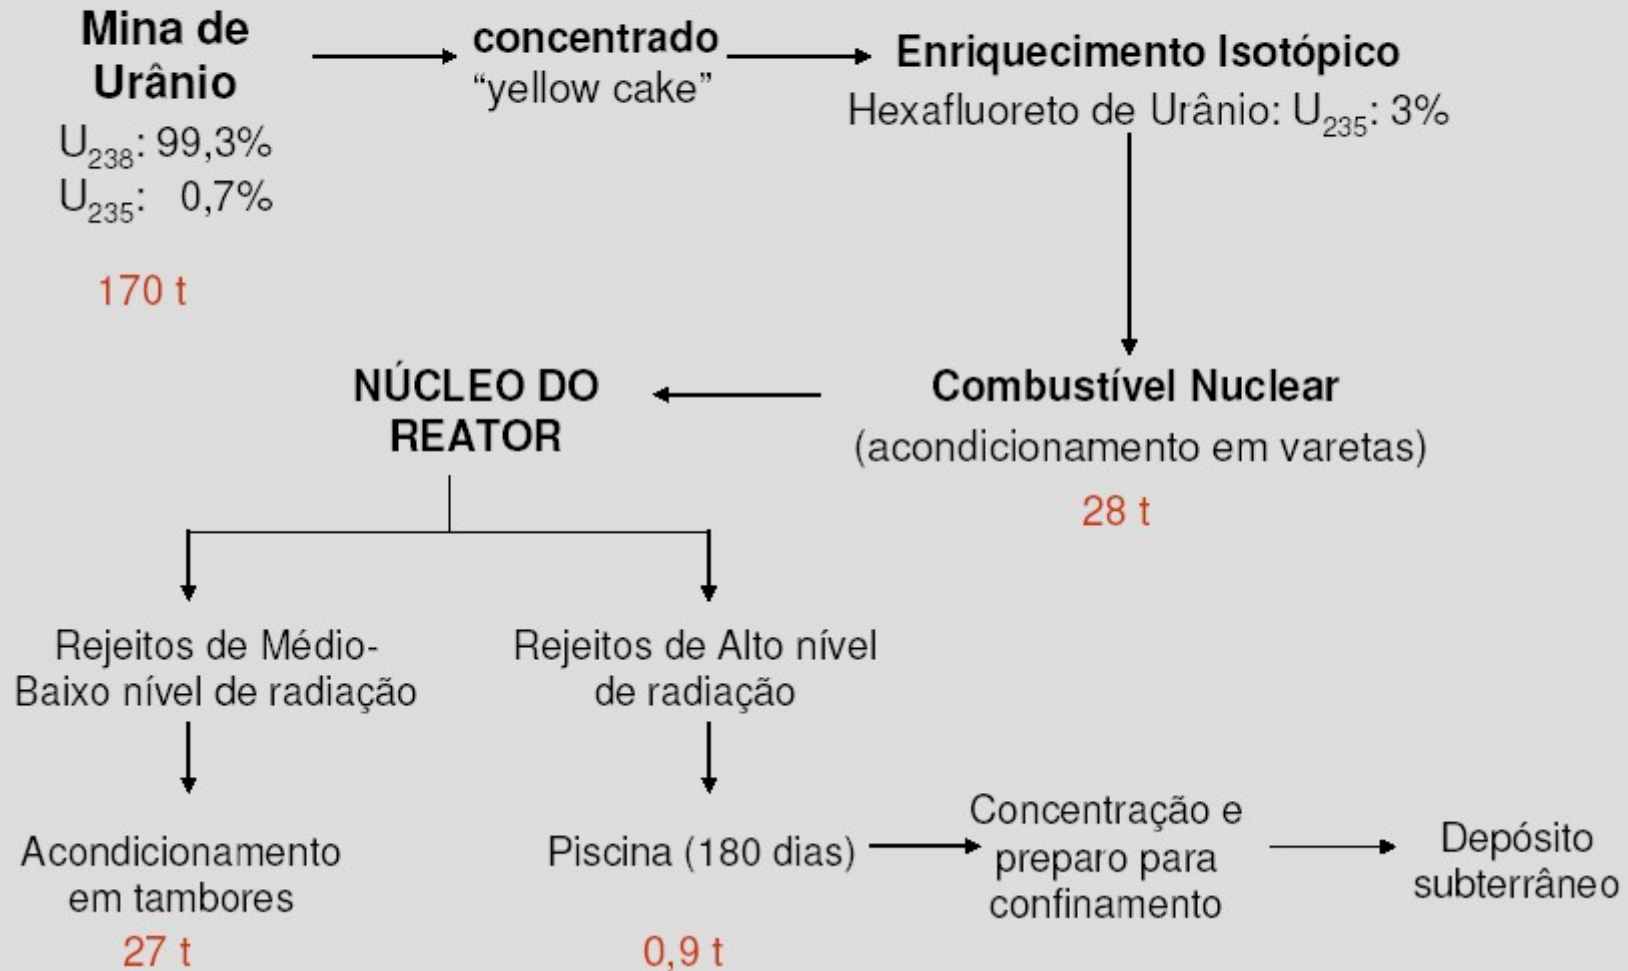 Mina de
Urânio
U238: 99,3%
U235: 0,7%
170 t
concentrado
“yellow cake”
Enriquecimento Isotópico
Hexafluoreto de Urânio: U235: 3%
Combustível Nuclear
(acondicionamento em varetas)
28 t
NÚCLEO DO
REATOR
Rejeitos de Médio-
Baixo nível de radiação
Acondicionamento
em tambores
27 t
Rejeitos de Alto nível
de radiação
Piscina (180 dias)
0,9 t
Concentração e
preparo para
confinamento
Depósito
subterrâneo